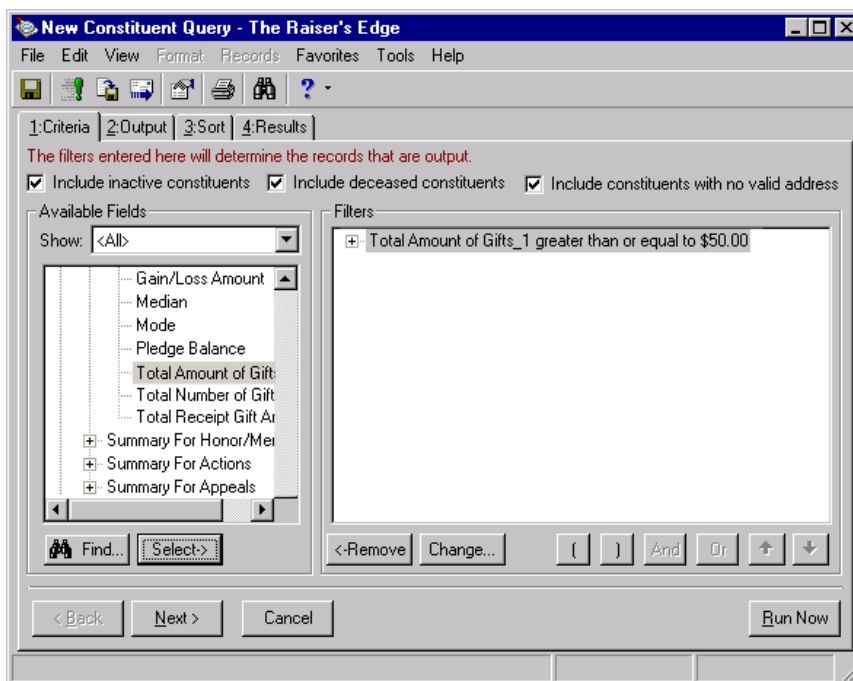 New Constituent Query - The Raiser's Edge
File Edit View Format Records Favorites Tools Help
1:Criteria 2:Output 3:Sort 4:Results
The filters entered here will determine the records that are output.
Include inactive constituents Include deceased constituents Include constituents with no valid address
Available Fields
Show: <All>
Gain/Loss Amount
Median
Mode
Pledge Balance
Total Amount of Gift
Total Number of Gift
Total Receipt Gift A
Summary For Honor/Me
Summary For Actions
Summary For Appeals
Find... Select->
Filters
Total Amount of Gifts_1 greater than or equal to $50.00
<-Remove Change... ( ) And Or
< Back Next > Cancel Run Now